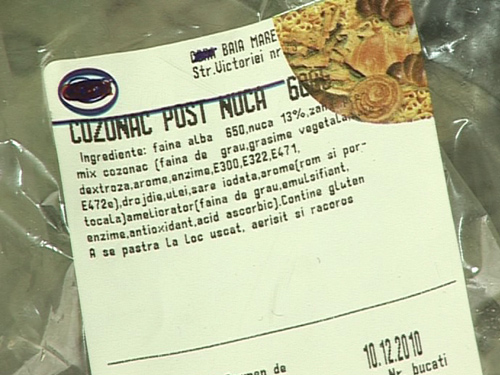 BAIA MARE
Str.Victoriei nr
COZONAC POST NUCA 600
Ingrediente: faina alba 650,nuca 13%,
mix cozonac (faina de grau,grasime
dextroza,arome,enzime,E300,E322,E471,
E472e),drojdie,ulei,sare iodata,arome(rom si por-
tocala)ameliorator(faina de grau,emulsifiant,
enzime,antioxidant,acid ascorbic).Contine gluten
A se pastra la loc uscat, aerisit si racoros
10.12.2010
de
Nr. bucati